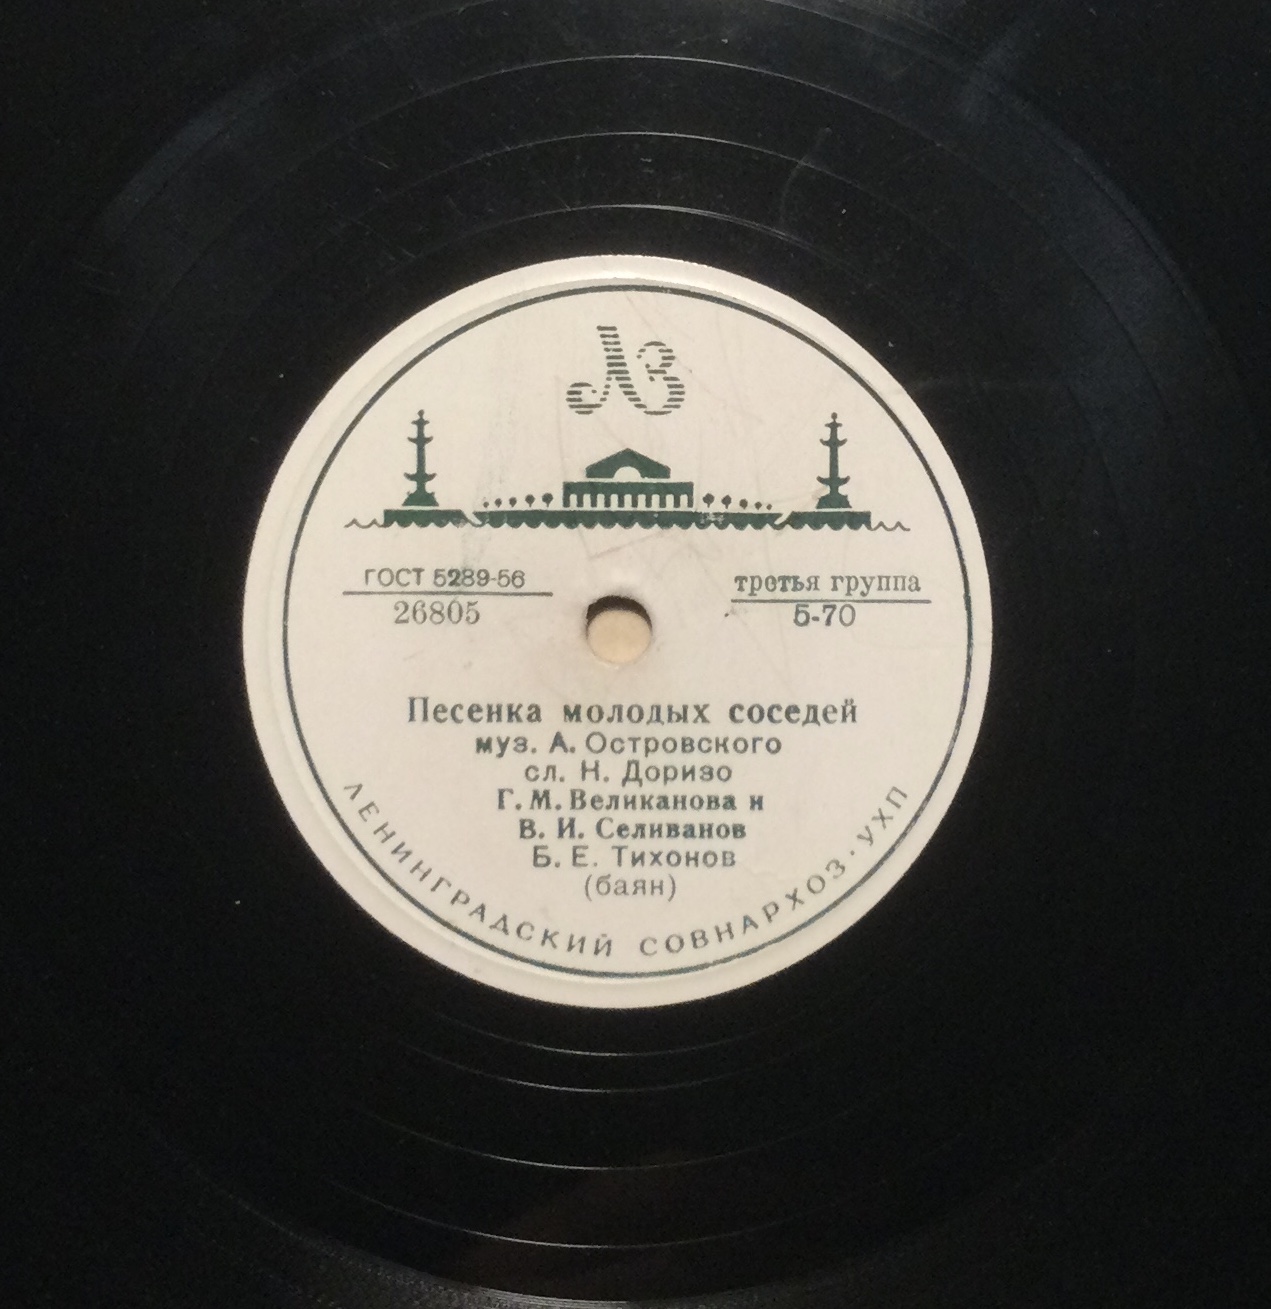 ЛЗ
ГОСТ 5289-56
26805
третья группа
5-70
Песенка молодых соседей
муз. А. Островского
сл. Н. Доризо
Г. М. Великанова и
В. И. Селиванов
Б. Е. Тихонов
(баян)
ЛЕНИНГРАДСКИЙ СОВНАРХОЗ · УХП